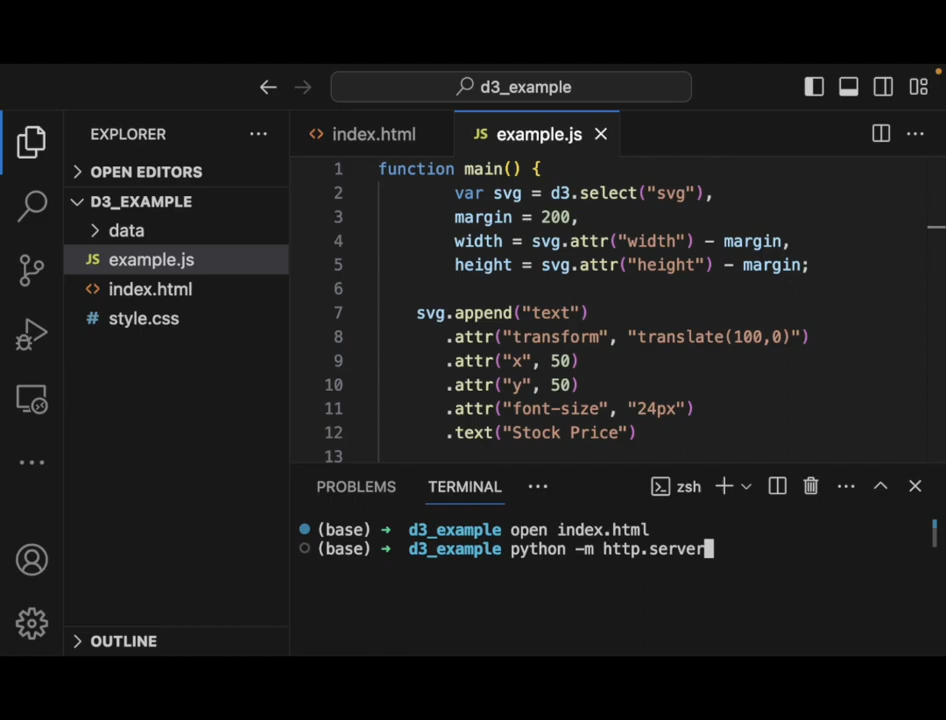 d3_example
EXPLORER
index.html
JS example.js
OPEN EDITORS
D3_EXAMPLE
data
JS example.js
<> index.html
# style.css
OUTLINE
1 function main() {
2 var svg = d3.select("svg"),
3 margin = 200,
4 width = svg.attr("width") - margin,
5 height = svg.attr("height") - margin;
6
7 svg.append("text")
8 .attr("transform", "translate(100,0)")
9 .attr("x", 50)
10 .attr("y", 50)
11 .attr("font-size", "24px")
12 .text("Stock Price")
13
PROBLEMS TERMINAL
zsh
(base) → d3_example open index.html
(base) → d3_example python -m http.server